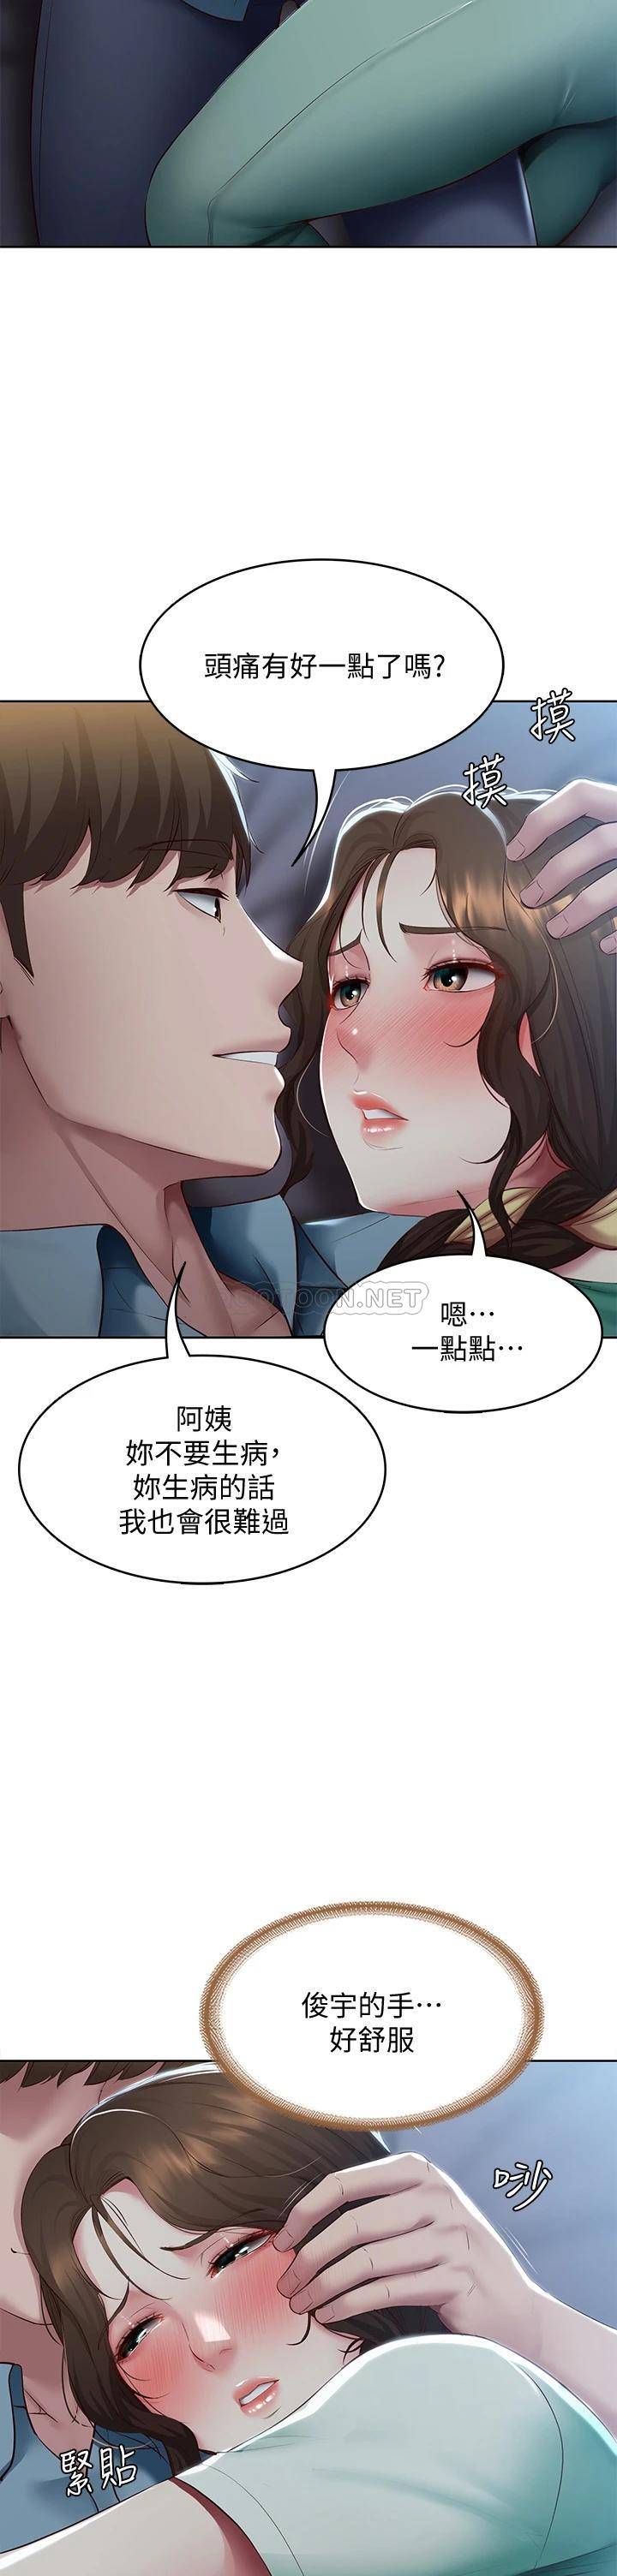 頭痛有好一點了嗎?
摸
摸
嗯⋯
一點點⋯
阿姨
妳不要生病，
妳生病的話
我也會很難過
俊宇的手⋯
好舒服
唦
緊貼